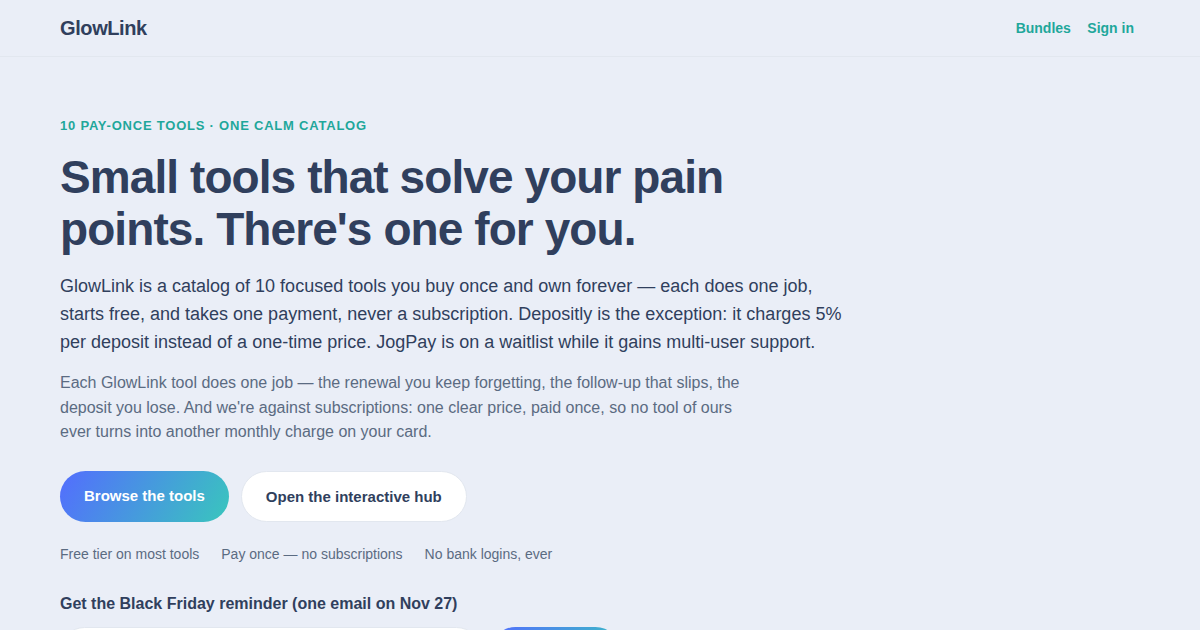 GlowLink
Bundles Sign in
10 PAY-ONCE TOOLS · ONE CALM CATALOG
Small tools that solve your pain
points. There's one for you.
GlowLink is a catalog of 10 focused tools you buy once and own forever — each does one job,
starts free, and takes one payment, never a subscription. Depositly is the exception: it charges 5%
per deposit instead of a one-time price. JogPay is on a waitlist while it gains multi-user support.
Each GlowLink tool does one job — the renewal you keep forgetting, the follow-up that slips, the
deposit you lose. And we're against subscriptions: one clear price, paid once, so no tool of ours
ever turns into another monthly charge on your card.
Browse the tools Open the interactive hub
Free tier on most tools Pay once — no subscriptions No bank logins, ever
Get the Black Friday reminder (one email on Nov 27)